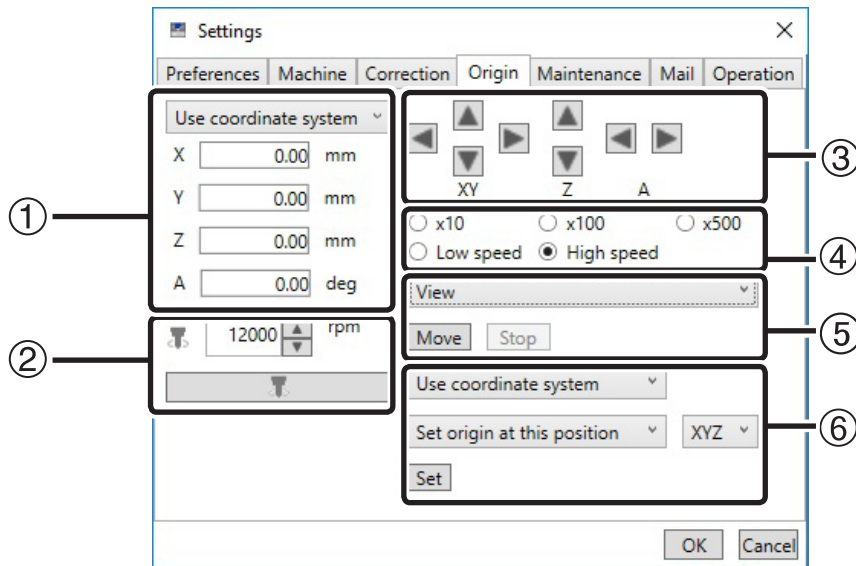 Settings
Preferences Machine Correction Origin Maintenance Mail Operation
Use coordinate system
X 0.00 mm
Y 0.00 mm
Z 0.00 mm
A 0.00 deg
①
12000 rpm
②
XY Z A
③
x10 x100 x500
Low speed High speed
④
View
Move Stop
⑤
Use coordinate system
Set origin at this position XYZ
Set
⑥
OK Cancel